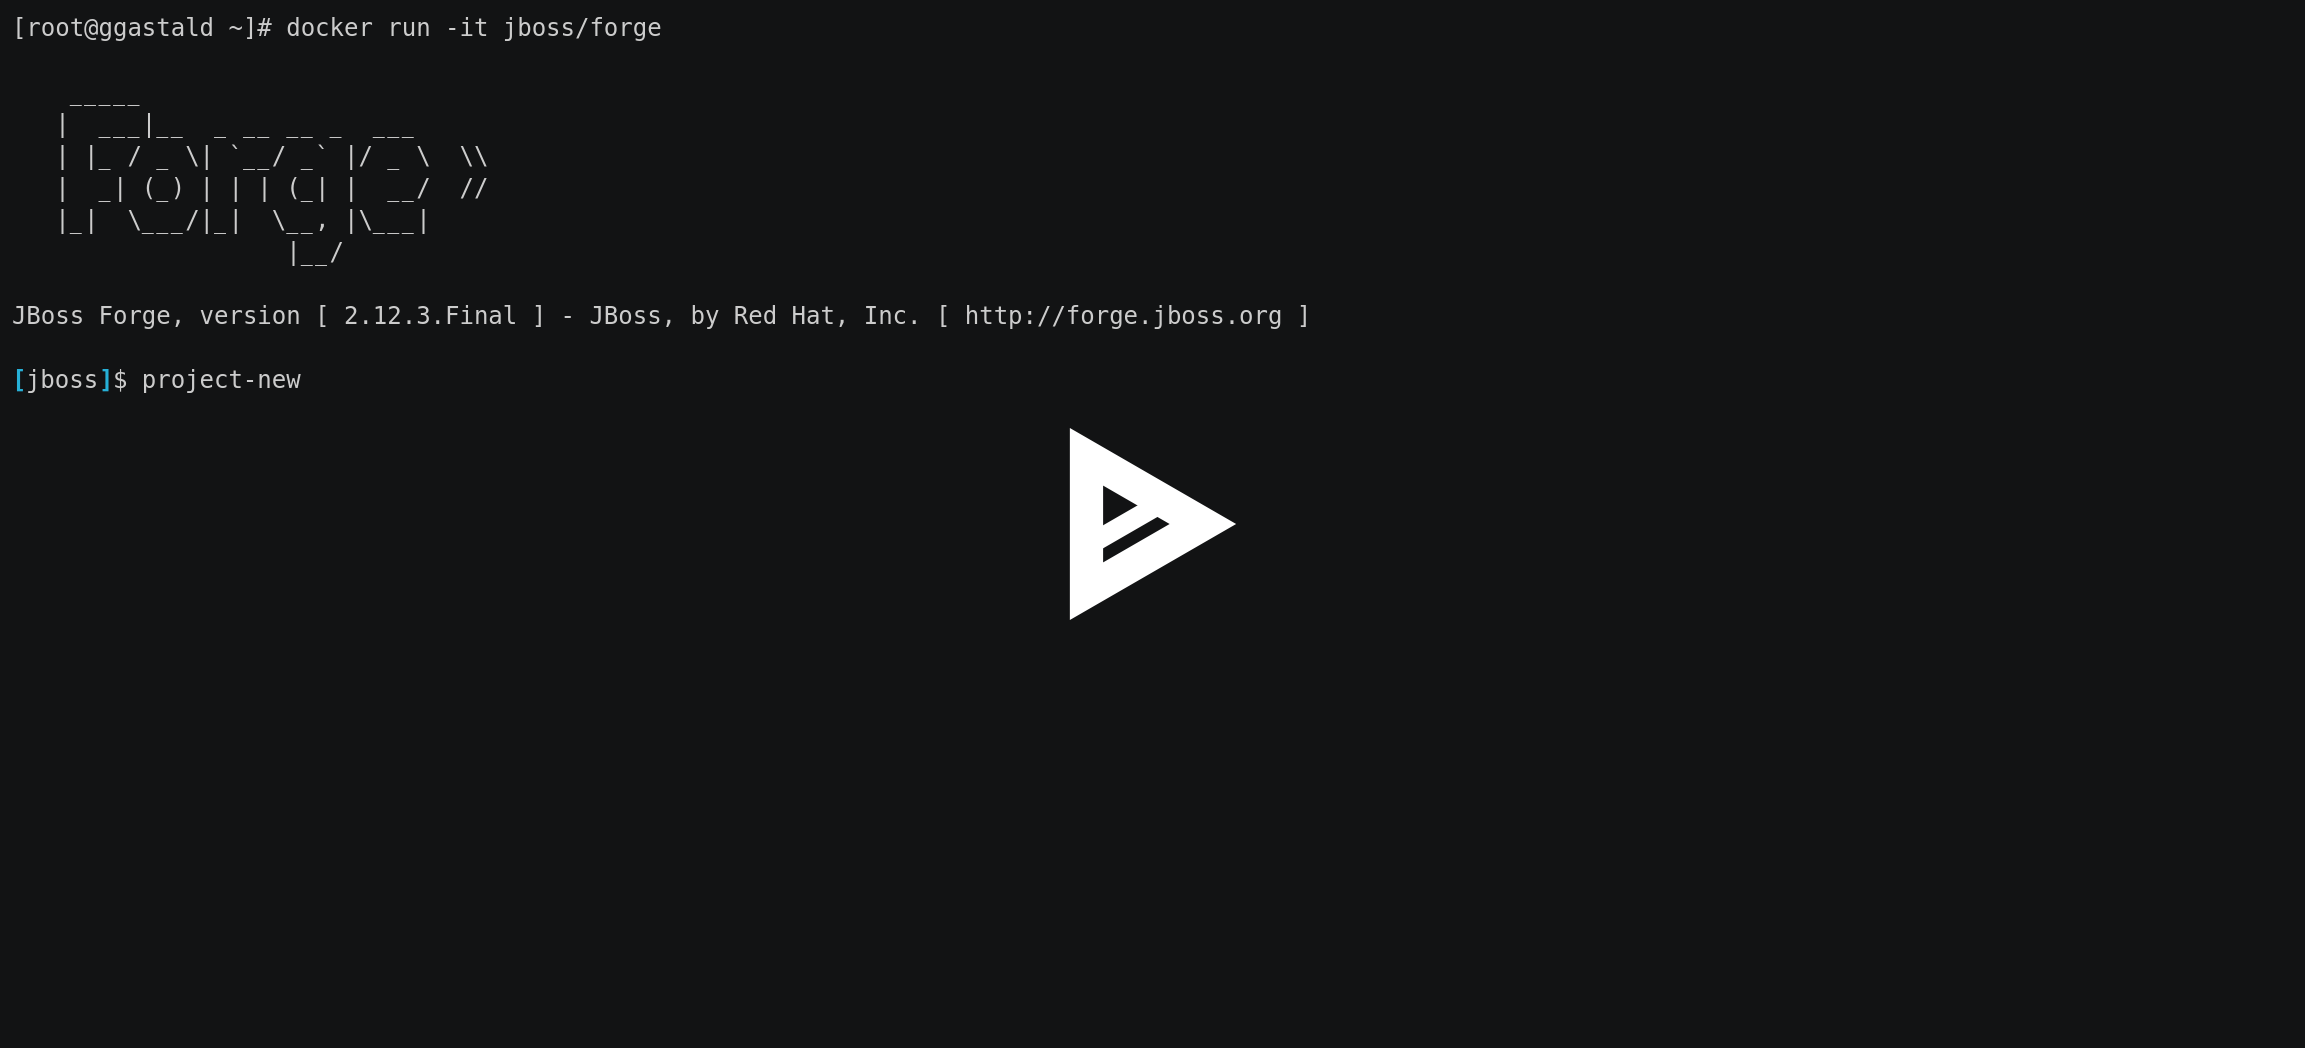 [root@ggastald ~]# docker run -it jboss/forge
     _____
    |  ___|__  _ __ __ _  ___
    | |_ / _ \| `__/ _` |/ _ \  \\
    |  _| (_) | | | (_| |  __/  //
    |_|  \___/|_|  \__, |\___|
                    |__/
JBoss Forge, version [ 2.12.3.Final ] - JBoss, by Red Hat, Inc. [ http://forge.jboss.org ]
[jboss]$ project-new